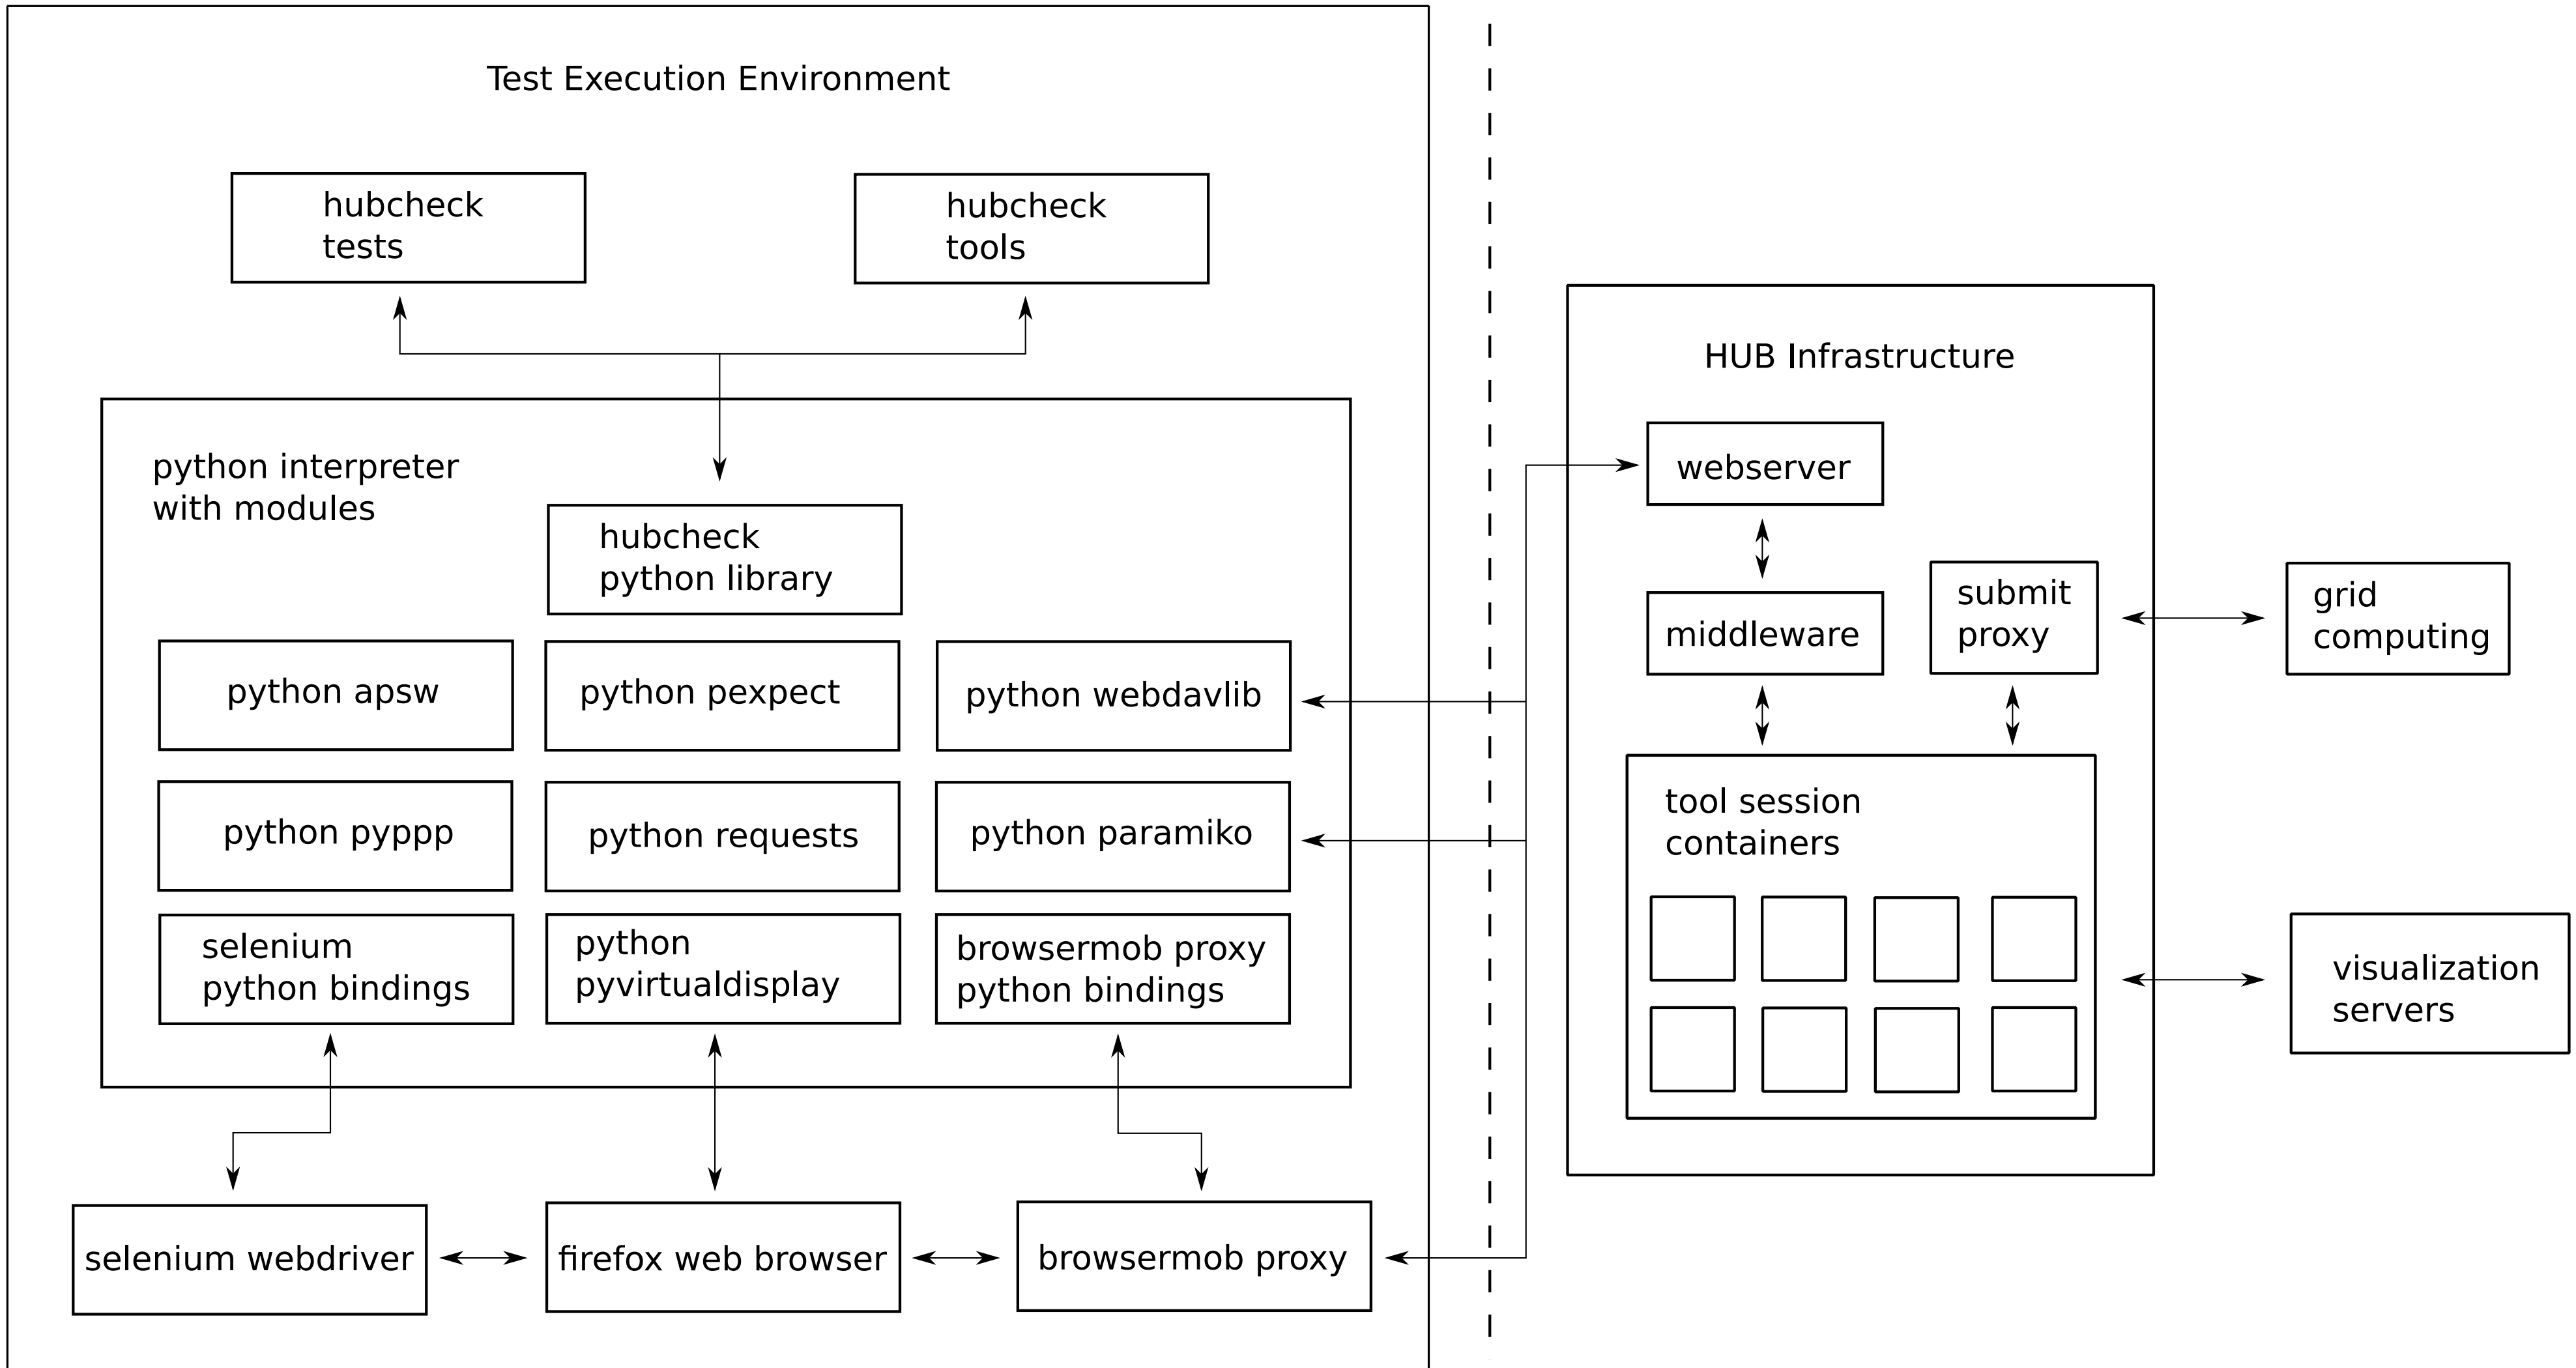 Test Execution Environment
hubcheck
tests
hubcheck
tools
python interpreter
with modules
hubcheck
python library
python apsw
python pexpect
python webdavlib
python pyppp
python requests
python paramiko
selenium
python bindings
python
pyvirtualdisplay
browsermob proxy
python bindings
selenium webdriver
firefox web browser
browsermob proxy
HUB Infrastructure
webserver
middleware
submit
proxy
tool session
containers
grid
computing
visualization
servers